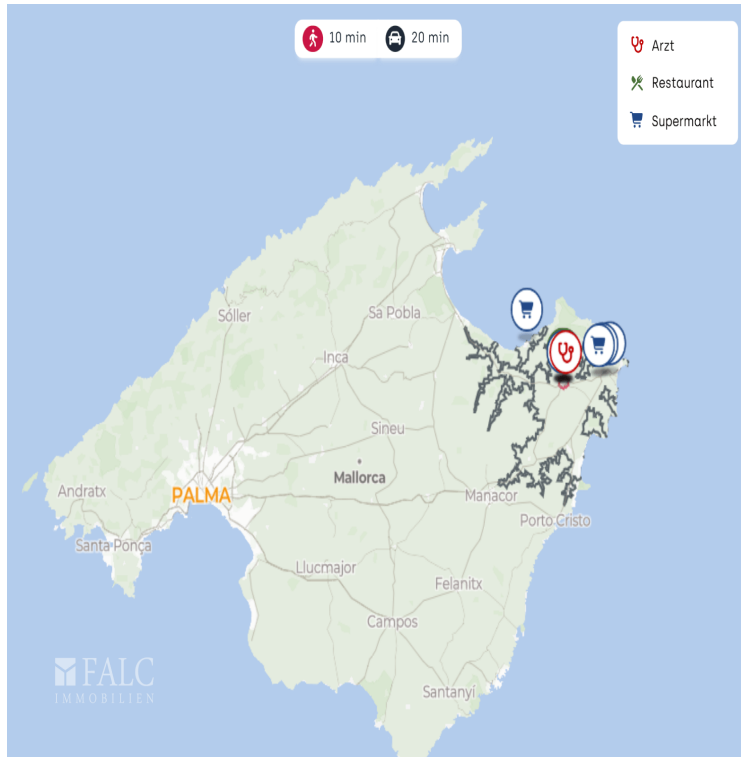 10 min
20 min
Arzt
Restaurant
Supermarkt
Sóller
Sa Pobla
Inca
Sineu
Mallorca
Andratx
PALMA
Manacor
Porto Cristo
Santa Ponça
Llucmajor
Felanitx
Campos
FALC
IMMOBILIEN
Santanyí